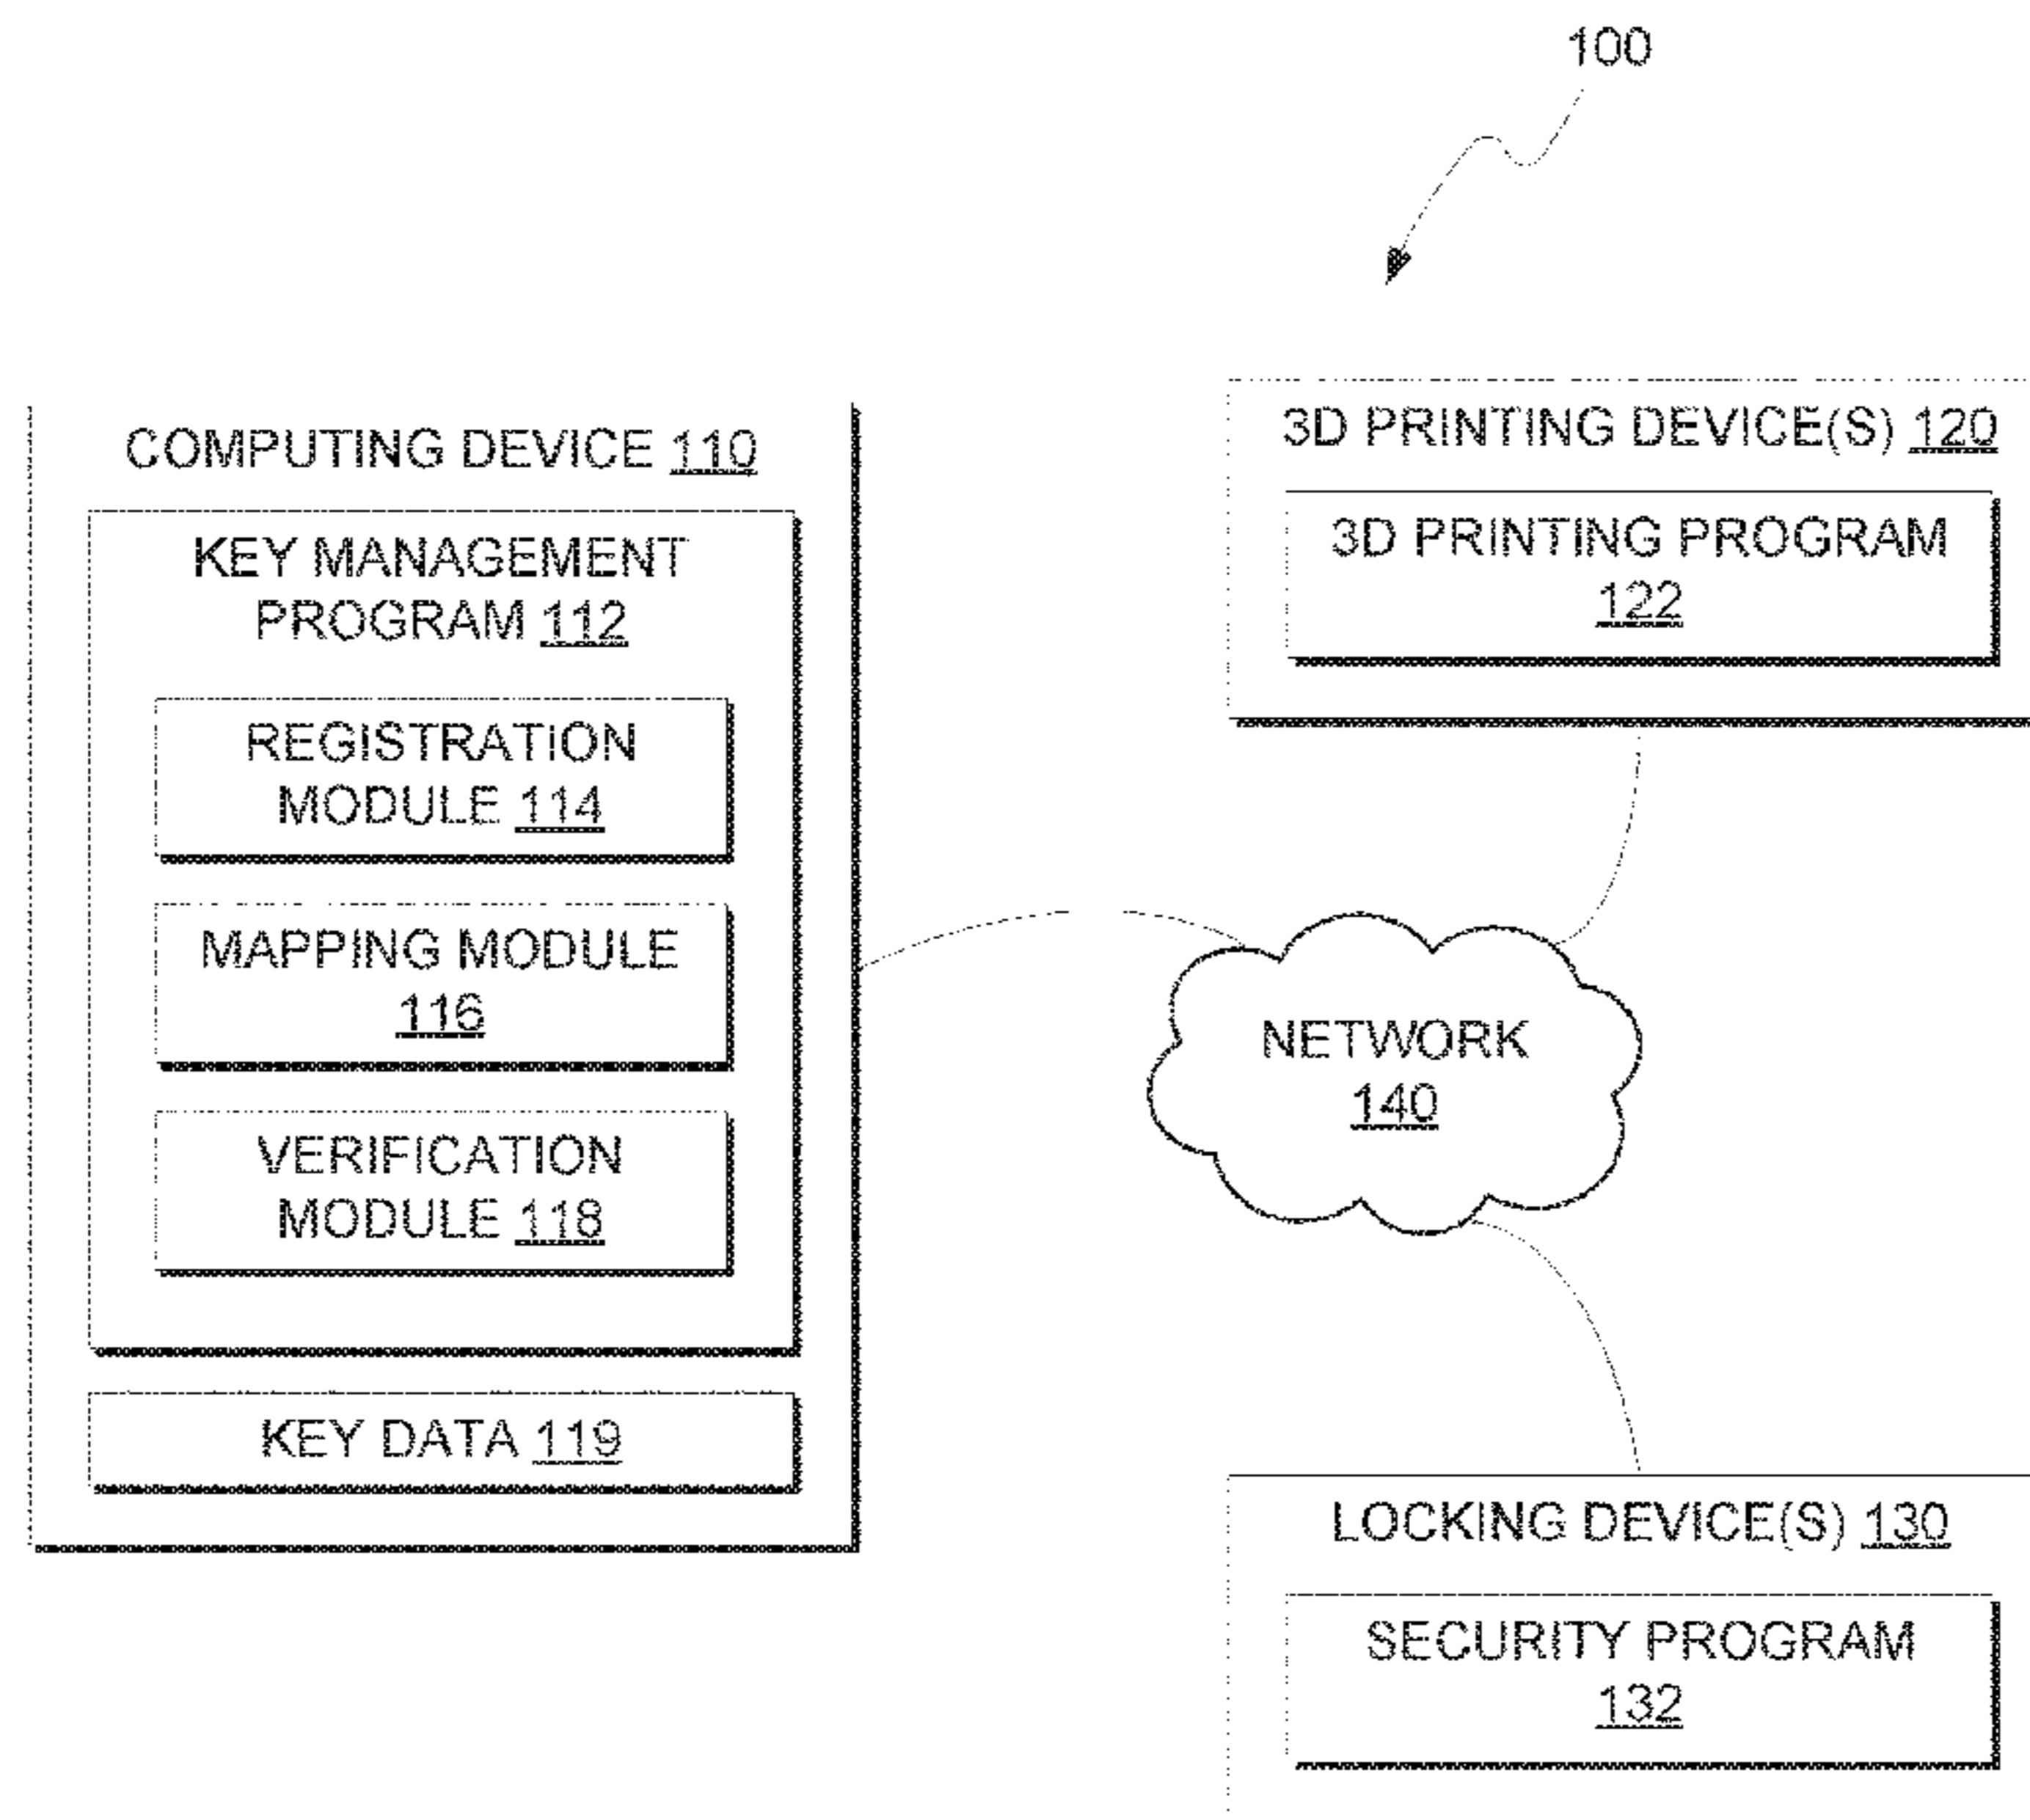 100
COMPUTING DEVICE 110
KEY MANAGEMENT
PROGRAM 112
REGISTRATION
MODULE 114
MAPPING MODULE
116
VERIFICATION
MODULE 118
KEY DATA 119
3D PRINTING DEVICE(S) 120
3D PRINTING PROGRAM
122
NETWORK
140
LOCKING DEVICE(S) 130
SECURITY PROGRAM
132